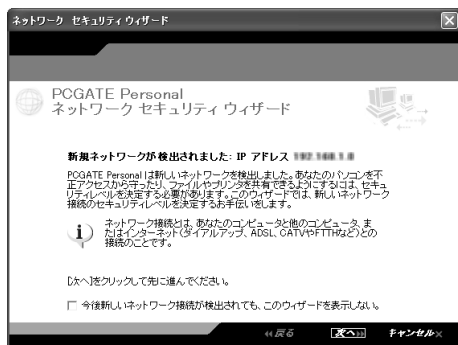 ネットワーク セキュリティ ウィザード
PCGATE Personal
ネットワーク セキュリティ ウィザード
新規ネットワークが検出されました: IP アドレス
PCGATE Personal は新しいネットワークを検出しました。あなたのパソコンを不
正アクセスから守ったり、ファイルやプリンタを共有できるようにするには、セキュ
リティレベルを決定する必要があります。このウィザードでは、新しいネットワーク
接続のセキュリティレベルを決定するお手伝いをします。
ネットワーク接続とは、あなたのコンピュータと他のコンピュータ、ま
たはインターネット(ダイアルアップ、ADSL、CATVやFTTHなど)との
接続のことです。
[次へ]をクリックして先に進んでください。
今後新しいネットワーク接続が検出されても、このウィザードを表示しない。
戻る 次へ キャンセル